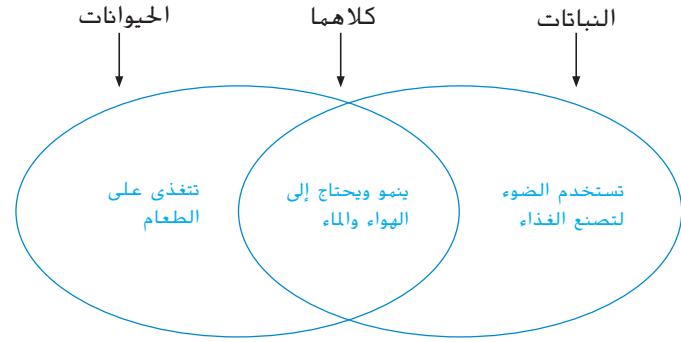 النباتات
كلاهما
الحيوانات
تستخدم الضوء
لتصنع الغذاء
ينمو ويحتاج إلى
الهواء والماء
تتغذى على
الطعام